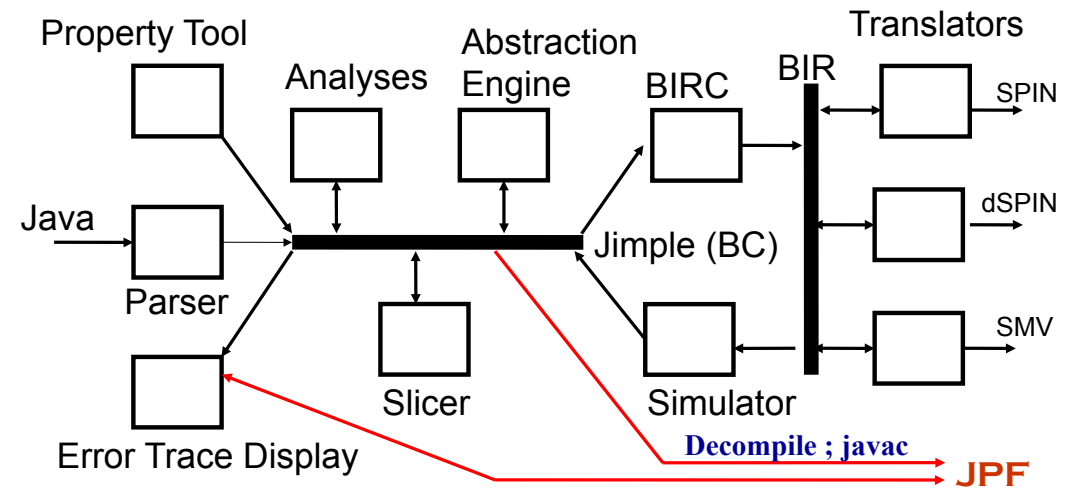 Property Tool
Analyses
Abstraction
Engine
BIRC
BIR
Translators
SPIN
dSPIN
SMV
Java
Parser
Jimple (BC)
Slicer
Simulator
Error Trace Display
Decompile ; javac
JPF